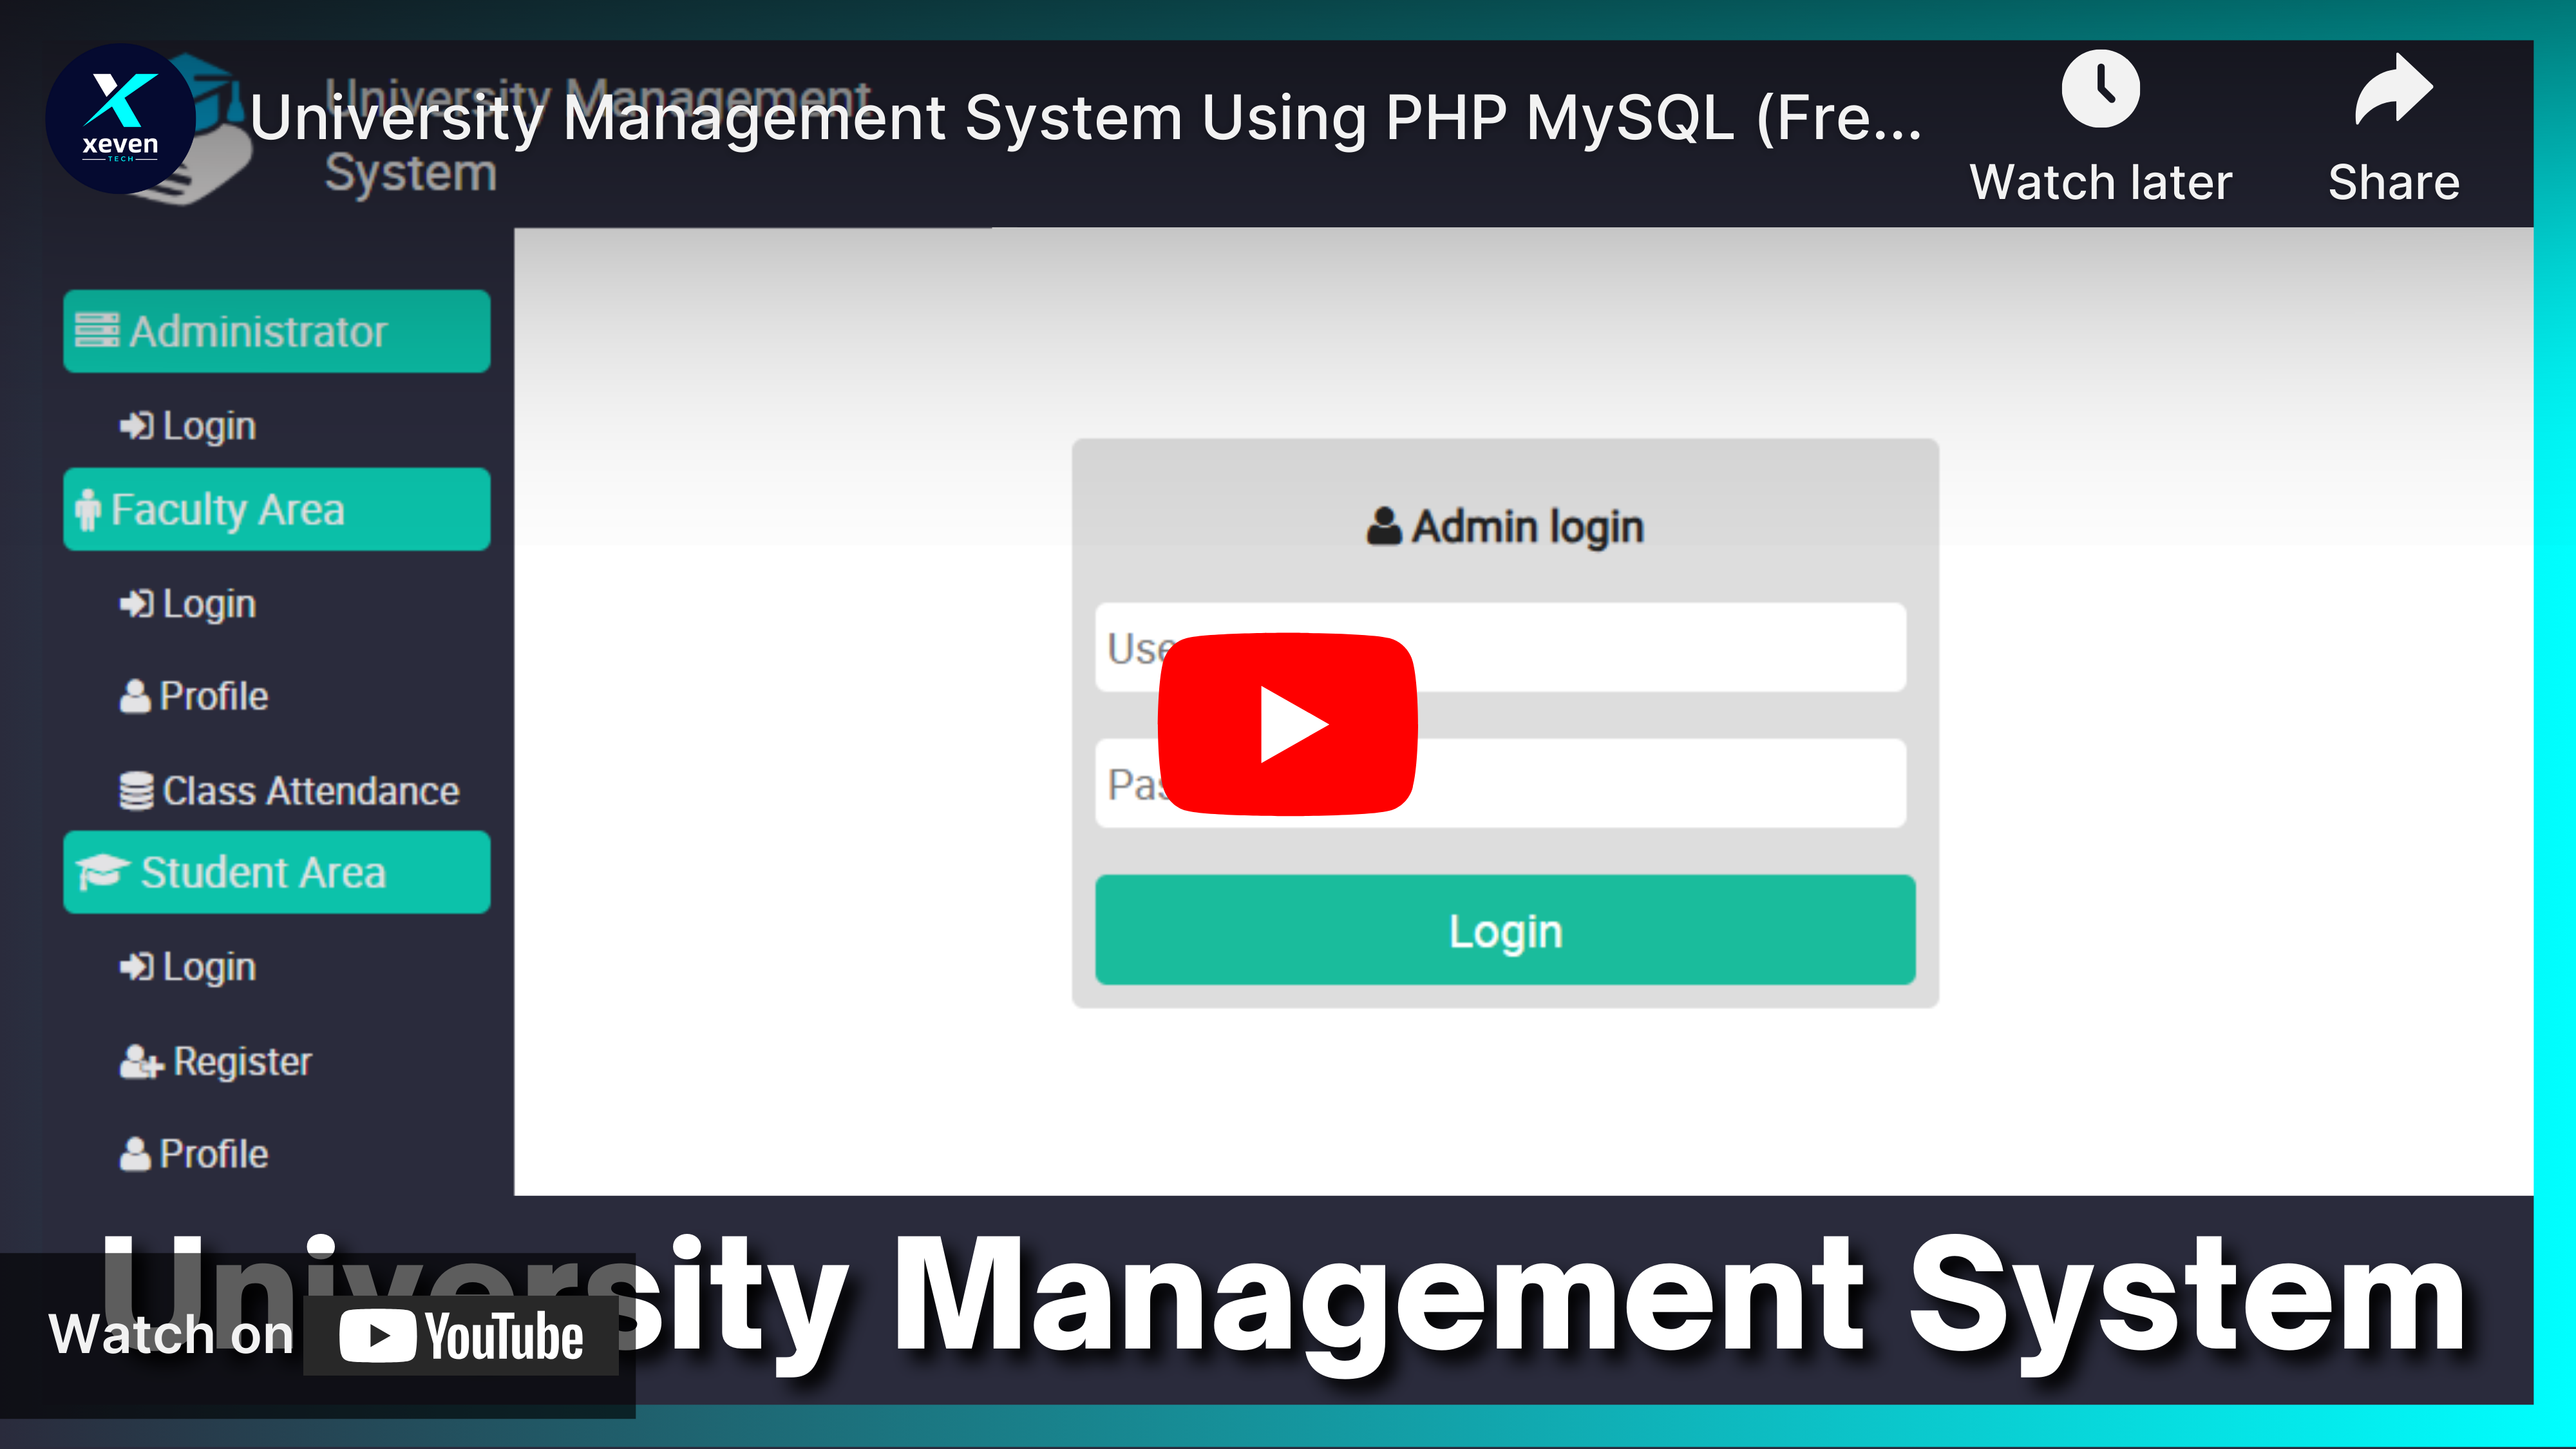 xeven
TECH
University Management
System
University Management System Using PHP MySQL (Fre...
Watch later
Share
Administrator
Login
Faculty Area
Login
Profile
Class Attendance
Student Area
Login
Register
Profile
Admin login
Use
Pas
Login
University Management System
Watch on YouTube